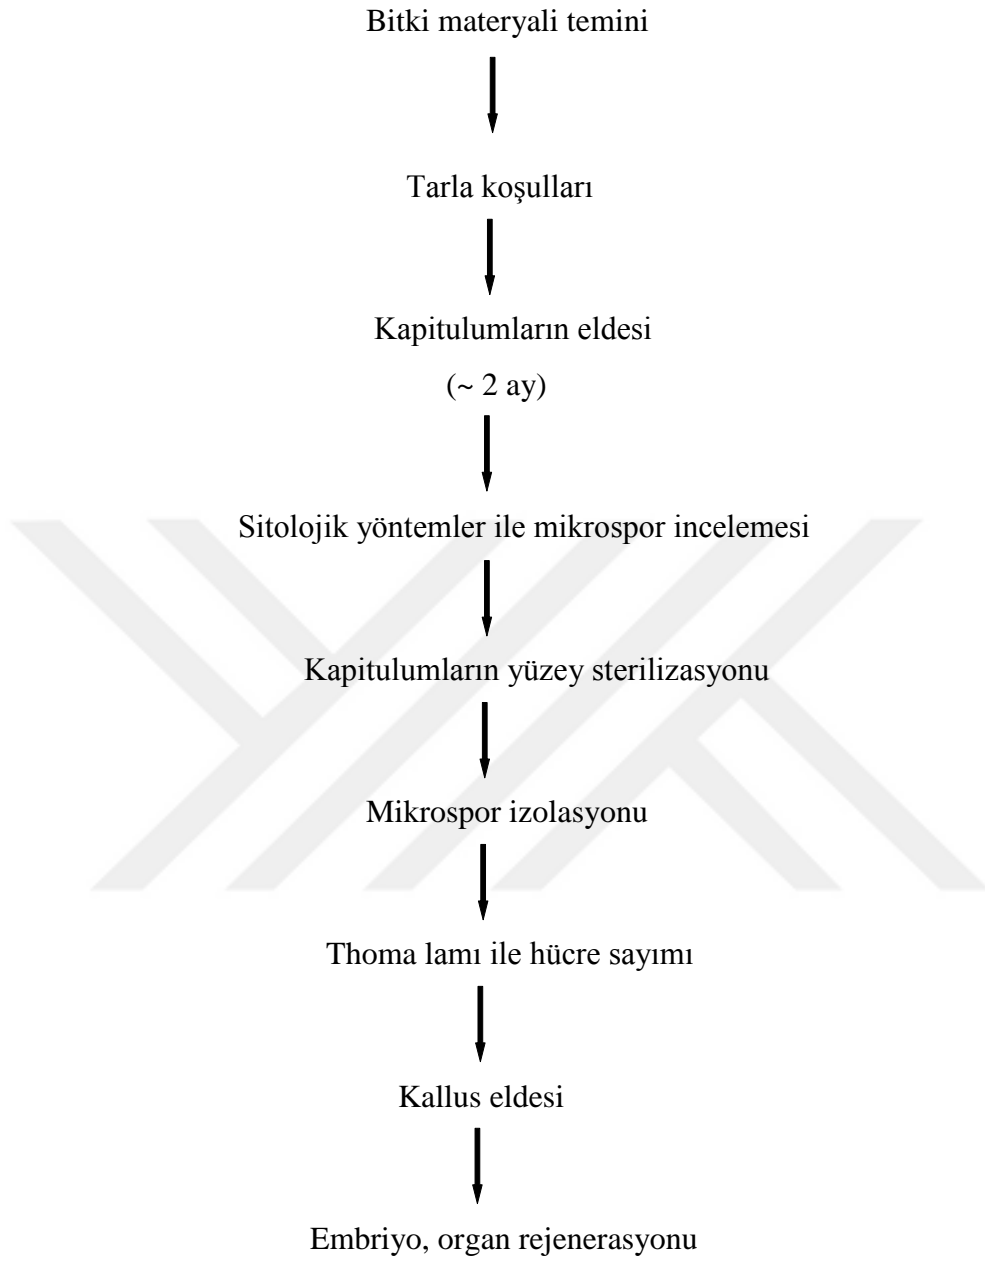 Bitki materyali temini
Tarla koşulları
Kapitulumların eldesi
(~ 2 ay)
Sitolojik yöntemler ile mikrospor incelemesi
Kapitulumların yüzey sterilizasyonu
Mikrospor izolasyonu
Thoma lamı ile hücre sayımı
Kallus eldesi
Embriyo, organ rejenerasyonu